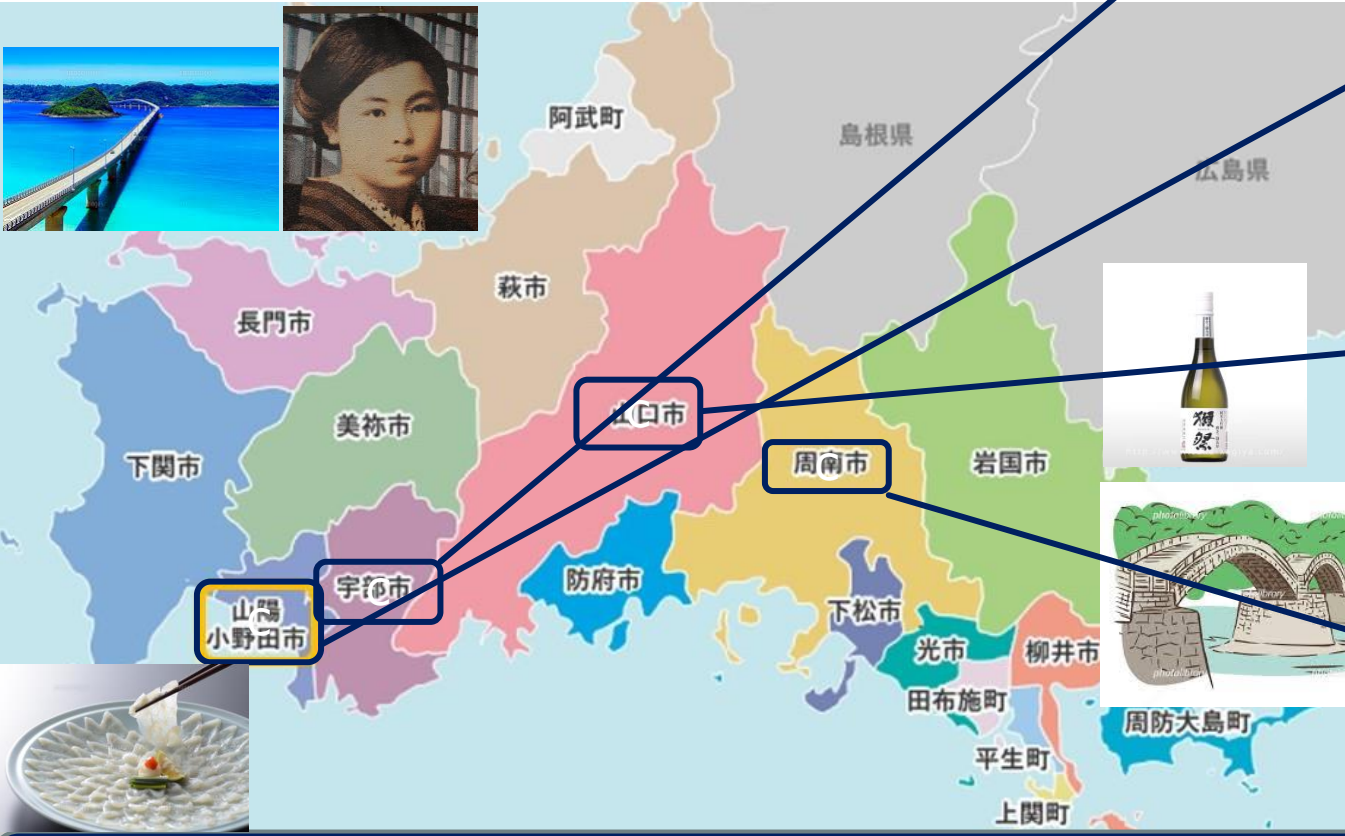 阿武町
島根県
広島県
萩市
長門市
山口市
美祢市
下関市
周南市
岩国市
獺
祭
photolibrary
防府市
宇部市
山陽
小野田市
下松市
光市
柳井市
田布施町
周防大島町
平生町
上関町